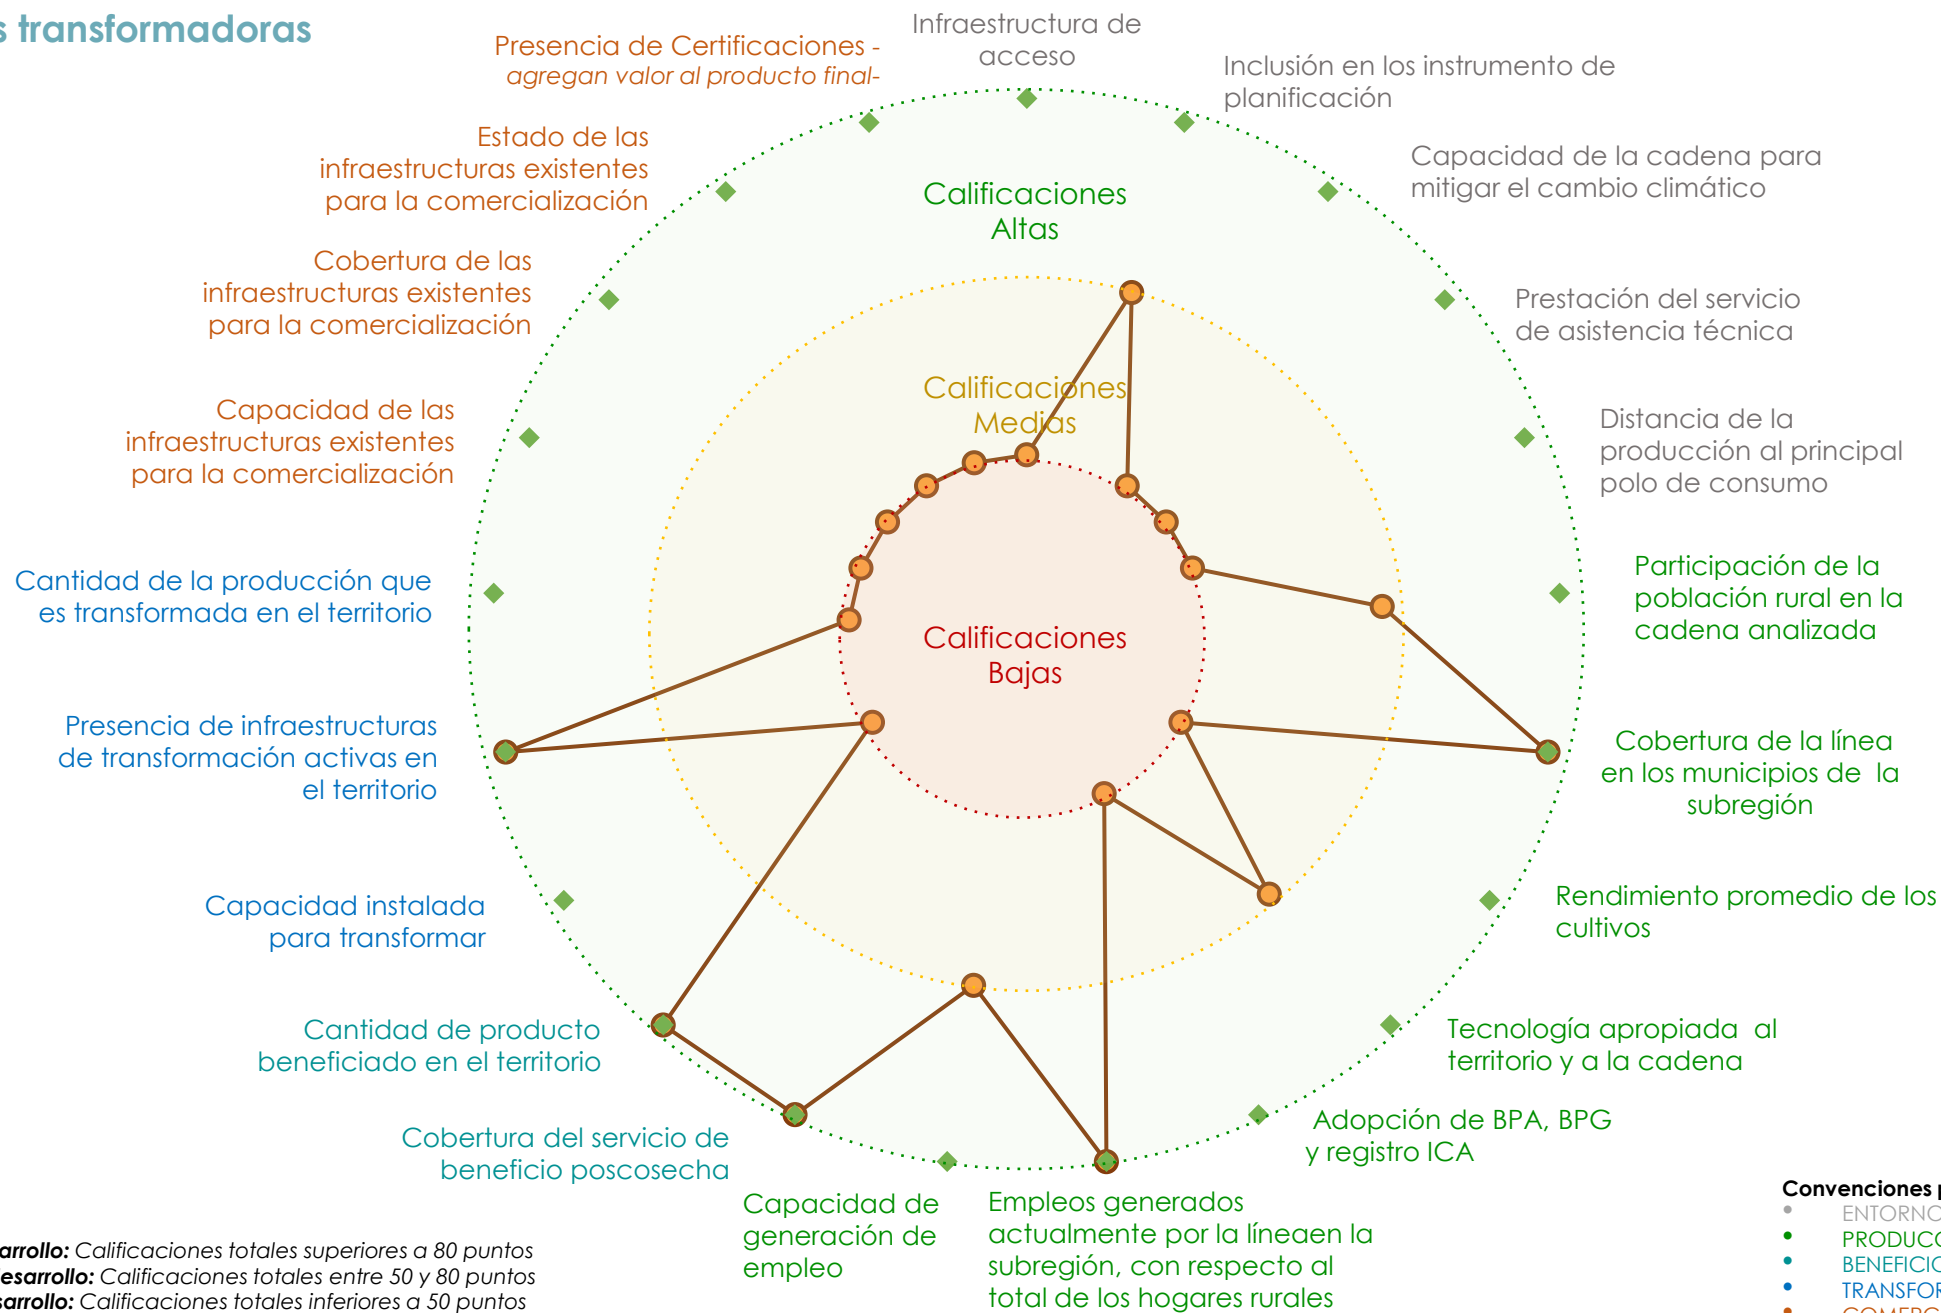 s transformadoras
Infraestructura de
acceso
Presencia de Certificaciones -
agregan valor al producto final-
Inclusión en los instrumento de
planificación
Estado de las
infraestructuras existentes
para la comercialización
Capacidad de la cadena para
mitigar el cambio climático
Calificaciones
Altas
Cobertura de las
infraestructuras existentes
para la comercialización
Prestación del servicio
de asistencia técnica
Calificaciones
Medias
Capacidad de las
infraestructuras existentes
para la comercialización
Distancia de la
producción al principal
polo de consumo
Cantidad de la producción que
es transformada en el territorio
Participación de la
población rural en la
cadena analizada
Calificaciones
Bajas
Presencia de infraestructuras
de transformación activas en
el territorio
Cobertura de la línea
en los municipios de la
subregión
Capacidad instalada
para transformar
Rendimiento promedio de los
cultivos
Cantidad de producto
beneficiado en el territorio
Tecnología apropiada al
territorio y a la cadena
Cobertura del servicio de
beneficio poscosecha
Adopción de BPA, BPG
y registro ICA
Capacidad de
generación de
empleo
Empleos generados
actualmente por la líneaen la
subregión, con respecto al
total de los hogares rurales
arrollo: Calificaciones totales superiores a 80 puntos
esarrollo: Calificaciones totales entre 50 y 80 puntos
sarrollo: Calificaciones totales inferiores a 50 puntos
Convenciones p
ENTORNO
PRODUCC
BENEFICIO
TRANSFOR
COMERC